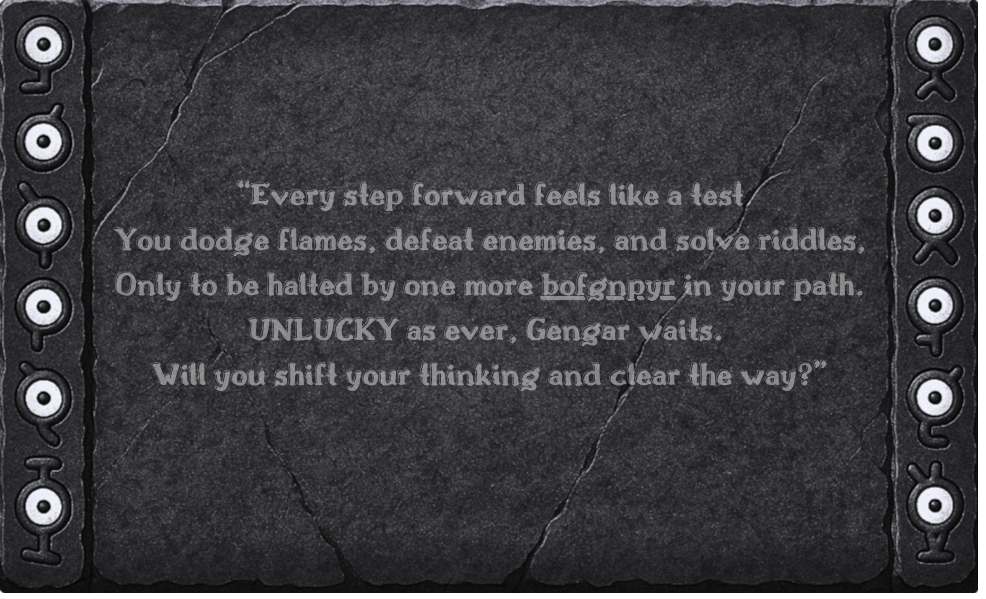 “Every step forward feels like a test
You dodge flames, defeat enemies, and solve riddles,
Only to be halted by one more bofgnpyr in your path.
UNLUCKY as ever, Gengar waits.
Will you shift your thinking and clear the way?”